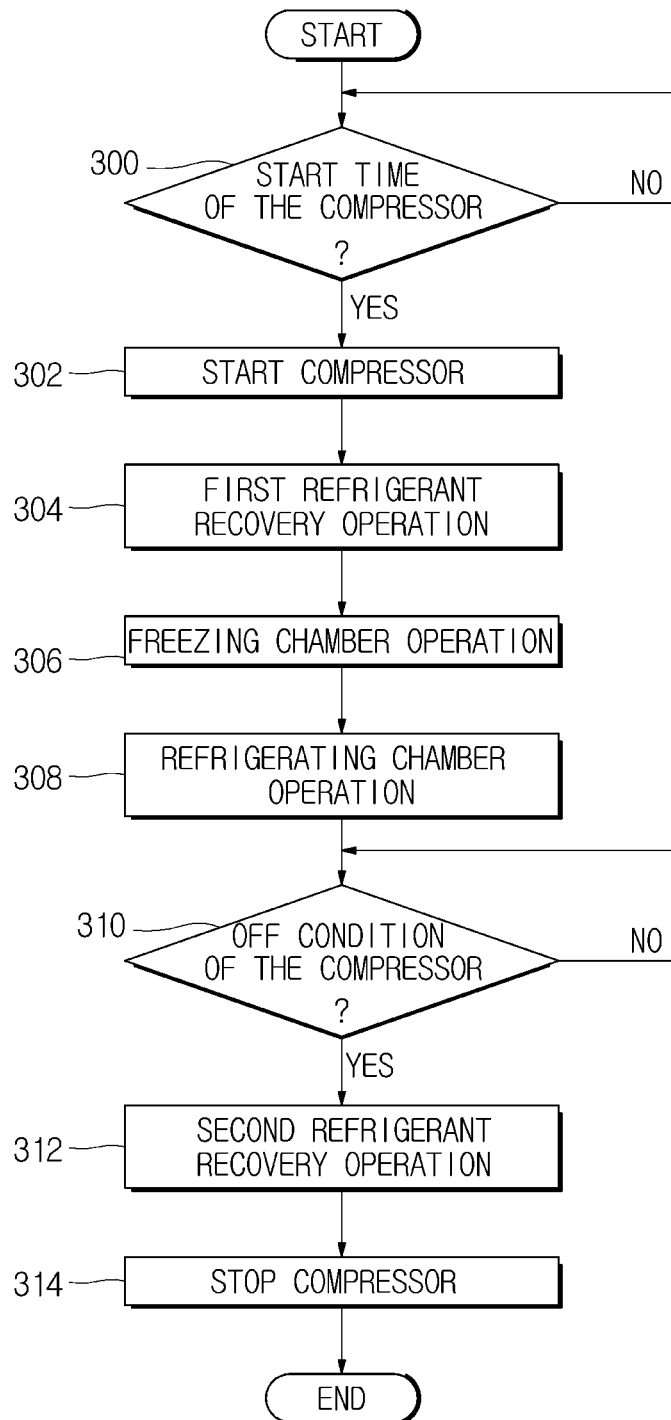 START
300
START TIME
OF THE COMPRESSOR
?
NO
YES
302
START COMPRESSOR
304
FIRST REFRIGERANT
RECOVERY OPERATION
306
FREEZING CHAMBER OPERATION
308
REFRIGERATING CHAMBER
OPERATION
310
OFF CONDITION
OF THE COMPRESSOR
?
NO
YES
312
SECOND REFRIGERANT
RECOVERY OPERATION
314
STOP COMPRESSOR
END